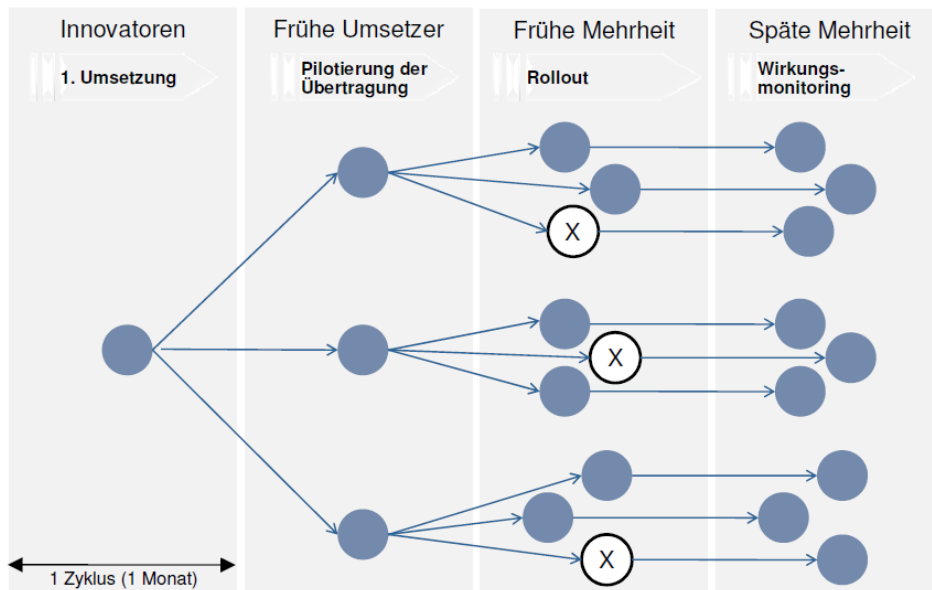 Innovatoren
Frühe Umsetzer
Frühe Mehrheit
Späte Mehrheit
1. Umsetzung
Pilotierung der
Übertragung
Rollout
Wirkungs-
monitoring
X
X
X
1 Zyklus (1 Monat)